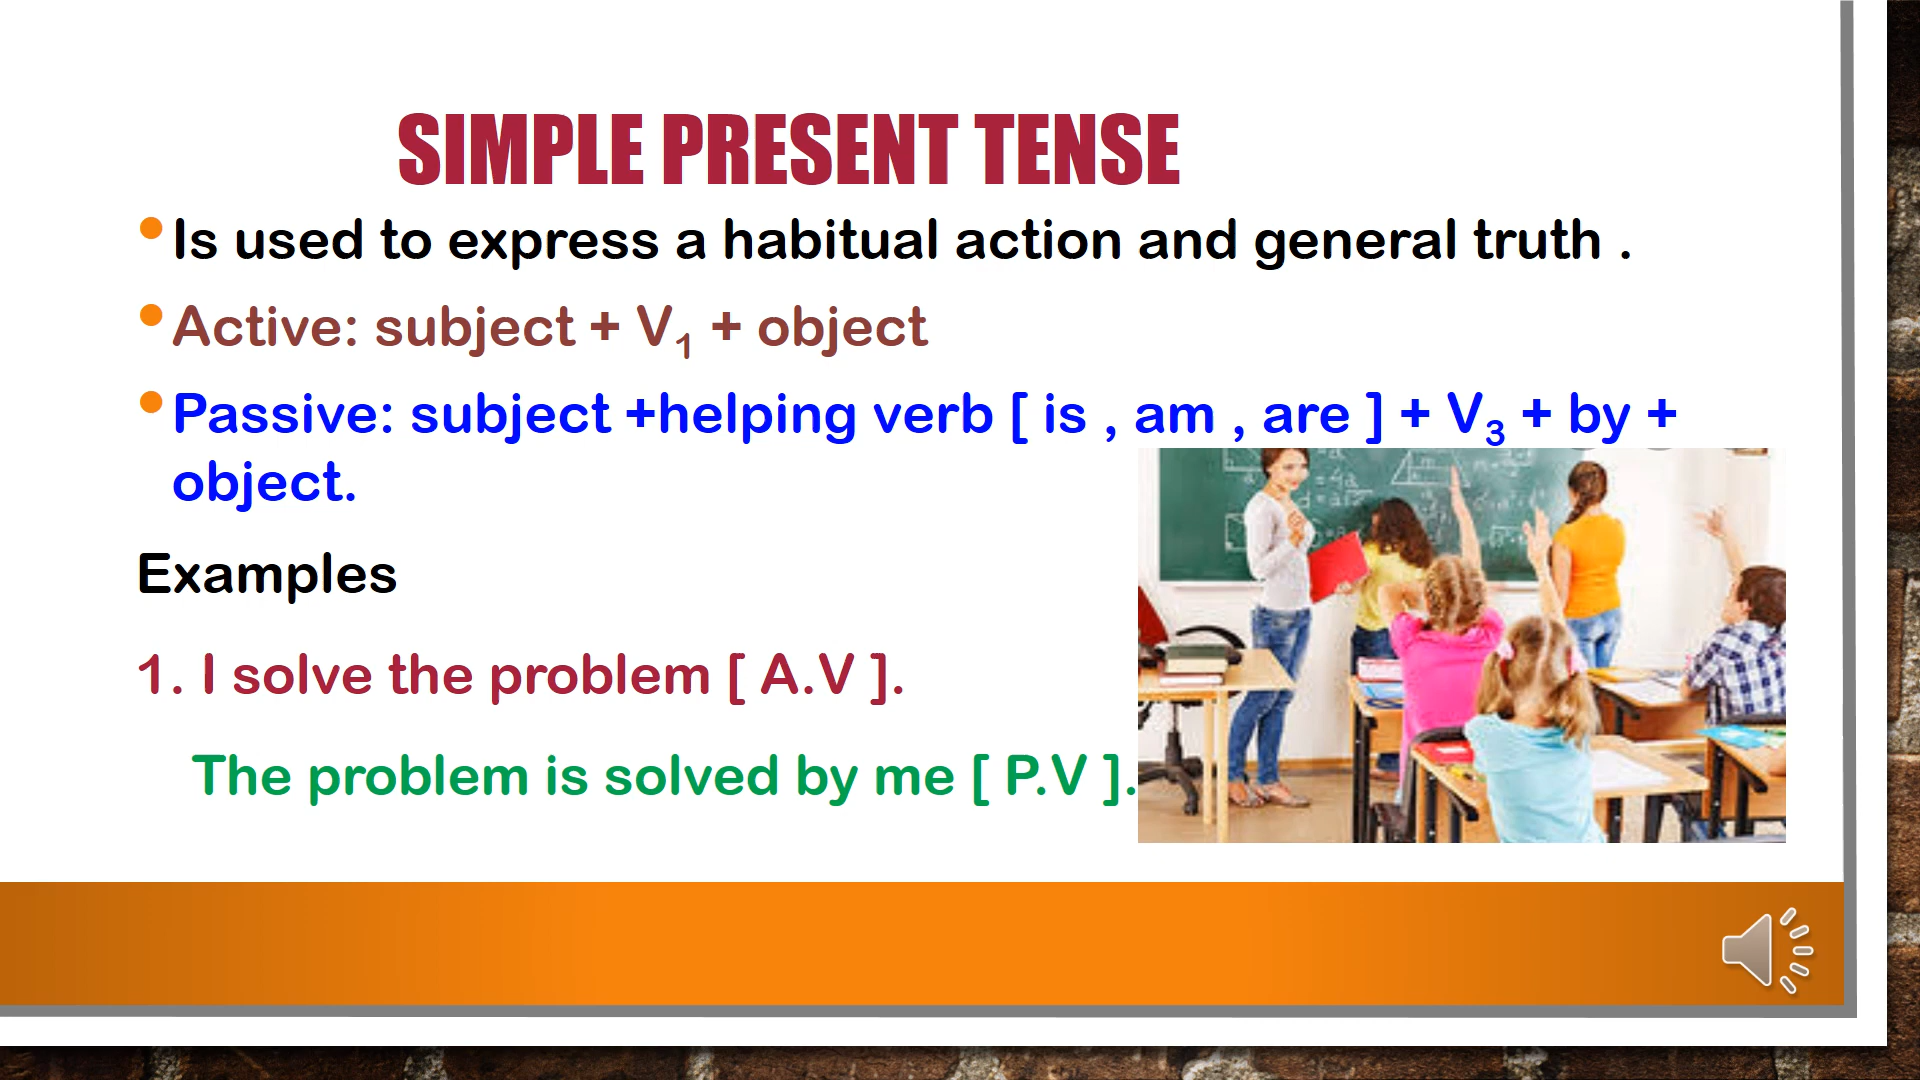 SIMPLE PRESENT TENSE
• Is used to express a habitual action and general truth .
• Active: subject + V₁ + object
• Passive: subject +helping verb [ is , am , are ] + V₃ + by +
object.
Examples
1. I solve the problem [ A.V ].
The problem is solved by me [ P.V ].